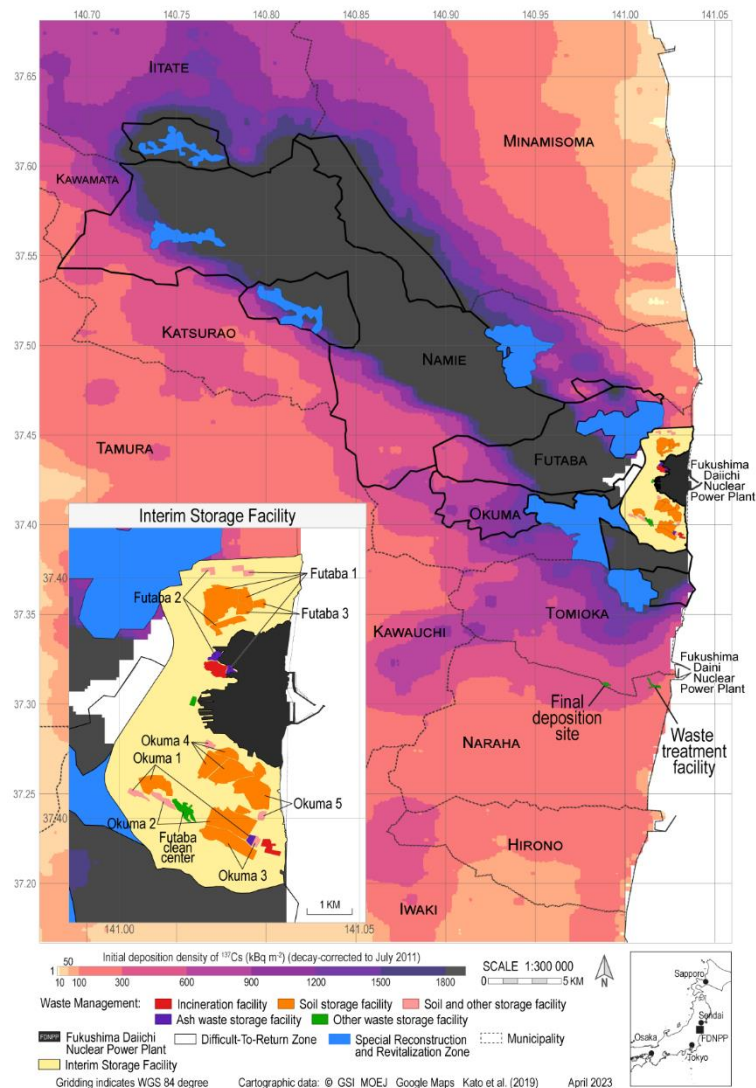 140.70 140.75 140.80 140.85 140.90 140.95 141.00 141.05
37.65
IITATE
MINAMISOMA
37.60
KAWAMATA
37.55
KATSURAO
37.50
NAMIE
37.45
TAMURA
FUTABA
Fukushima
Daiichi
Nuclear
Power Plant
OKUMA
37.40
Interim Storage Facility
37.40
Futaba 1
Futaba 2
Futaba 3
37.35
TOMIOKA
KAWAUCHI
Fukushima
Daini
Nuclear
Power Plant
37.30
Final
deposition
site
Waste
treatment
facility
NARAHA
Okuma 4
Okuma 1
37.25
Okuma 5
Okuma 2
37.40
Futaba
clean
center
Okuma 3
HIRONO
37.20
1 KM
IWAKI
141.00 141.05
Initial deposition density of ¹³⁷Cs (kBq m⁻²) (decay-corrected to July 2011)
1 50
10 100 300 600 900 1200 1500 1800
SCALE 1:300 000
0 5 KM
N
Waste Management:
Incineration facility
Soil storage facility
Soil and other storage facility
Ash waste storage facility
Other waste storage facility
FDNPP
Fukushima Daiichi
Nuclear Power Plant
Difficult-To-Return Zone
Special Reconstruction
and Revitalization Zone
Municipality
Interim Storage Facility
Sapporo
Sendai
FDNPP
Osaka
Tokyo
Gridding indicates WGS 84 degree
Cartographic data: © GSI MOEJ Google Maps Kato et al. (2019)
April 2023